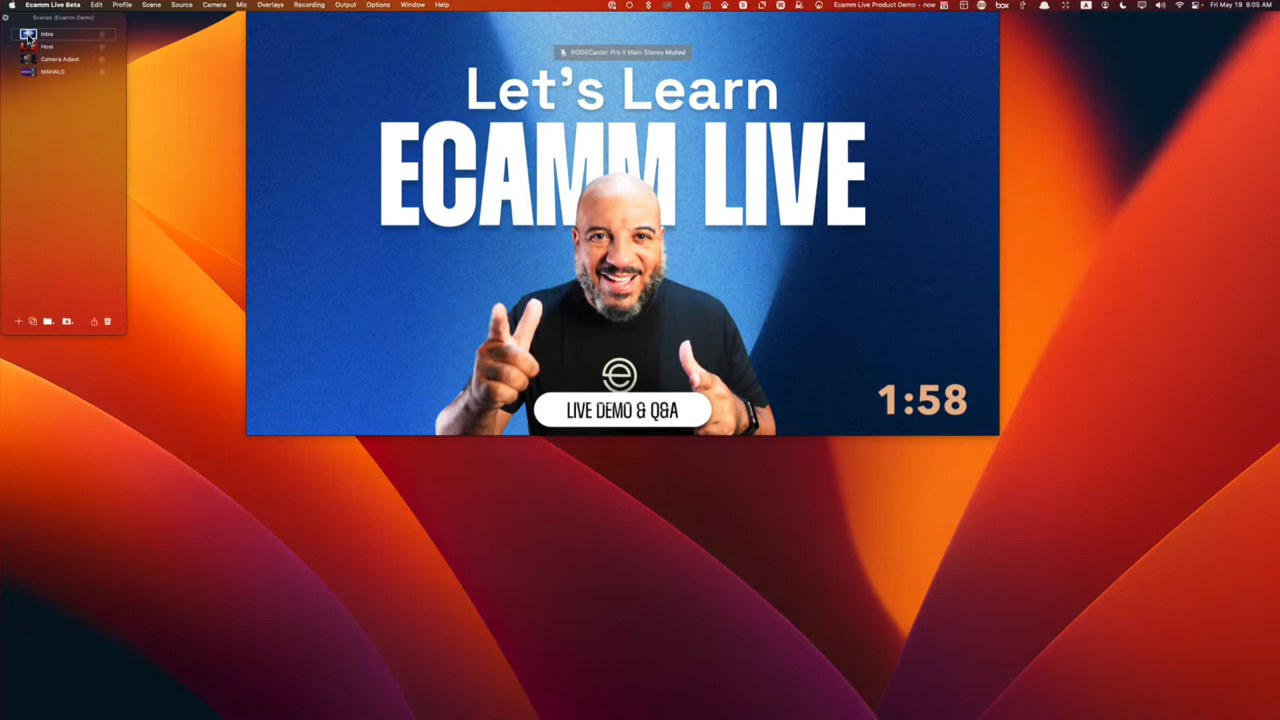 Ecamm Live Beta Edit Profile Scene Source Camera Mic Overlays Recording Output Options Window Help Ecamm Live Product Demo - now box A Fri May 19 8:05 AM
Scenes (Ecamm Demo)
Intro
Host
Camera Adjust
MAHALO
RODECaster Pro II Main Stereo Muted
Let's Learn
ECAMM LIVE
e
LIVE DEMO & Q&A
1:58